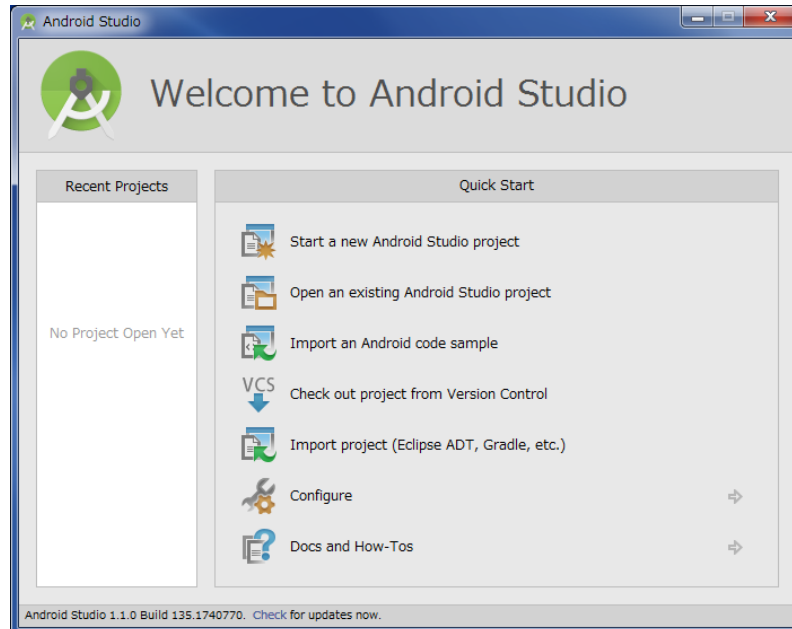 Android Studio
Welcome to Android Studio
Recent Projects
No Project Open Yet
Quick Start
Start a new Android Studio project
Open an existing Android Studio project
Import an Android code sample
VCS
Check out project from Version Control
Import project (Eclipse ADT, Gradle, etc.)
Configure
Docs and How-Tos
Android Studio 1.1.0 Build 135.1740770. Check for updates now.